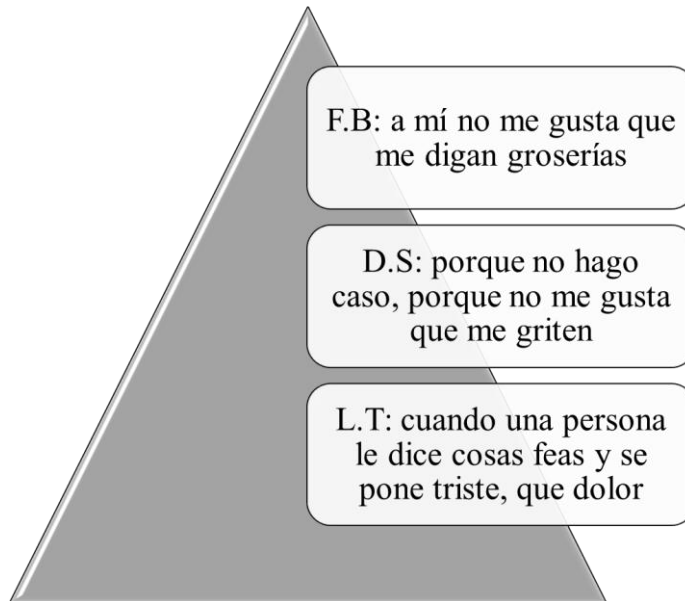 F.B: a mí no me gusta que
me digan groserías
D.S: porque no hago
caso, porque no me gusta
que me griten
L.T: cuando una persona
le dice cosas feas y se
pone triste, que dolor